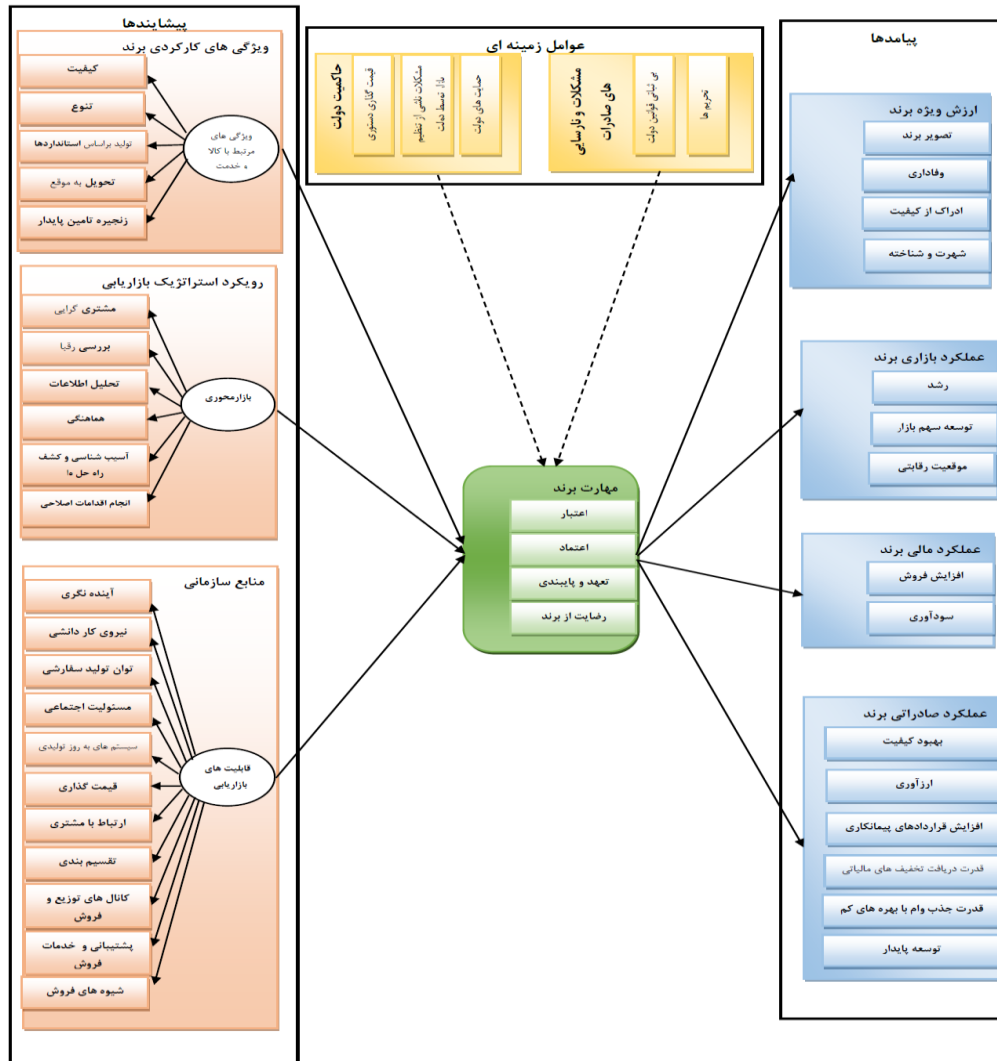 پیشایندها
ویژگی های کارکردی برند
کیفیت
تنوع
تولید براساس استانداردها
تحویل به موقع
زنجیره تامین پایدار
ویژگی های
مرتبط با کالا
و خدمت
رویکرد استراتژیک بازاریابی
مشتری گرایی
بررسی رقبا
تحلیل اطلاعات
هماهنگی
آسیب شناسی و کشف
راه حل ها
انجام اقدامات اصلاحی
بازارمحوری
منابع سازمانی
آینده نگری
نیروی کار دانشی
توان تولید سفارشی
مسئولیت اجتماعی
سیستم های به روز تولیدی
قیمت گذاری
ارتباط با مشتری
تقسیم بندی
کانال های توزیع و
فروش
پشتیبانی و خدمات
فروش
شیوه های فروش
قابلیت های
بازاریابی
عوامل زمینه ای
حاکمیت دولت
قیمت گذاری دستوری
مشکلات ناشی از تنظیم
بازار توسط دولت
حمایت های دولت
مشکلات و نارسایی
های صادرات
بی ثباتی قوانین دولت
تحریم ها
مهارت برند
اعتبار
اعتماد
تعهد و پایبندی
رضایت از برند
پیامدها
ارزش ویژه برند
تصویر برند
وفاداری
ادراک از کیفیت
شهرت و شناخته
عملکرد بازاری برند
رشد
توسعه سهم بازار
موقعیت رقابتی
عملکرد مالی برند
افزایش فروش
سودآوری
عملکرد صادراتی برند
بهبود کیفیت
ارزآوری
افزایش قراردادهای پیمانکاری
قدرت دریافت تخفیف های مالیاتی
قدرت جذب وام با بهره های کم
توسعه پایدار